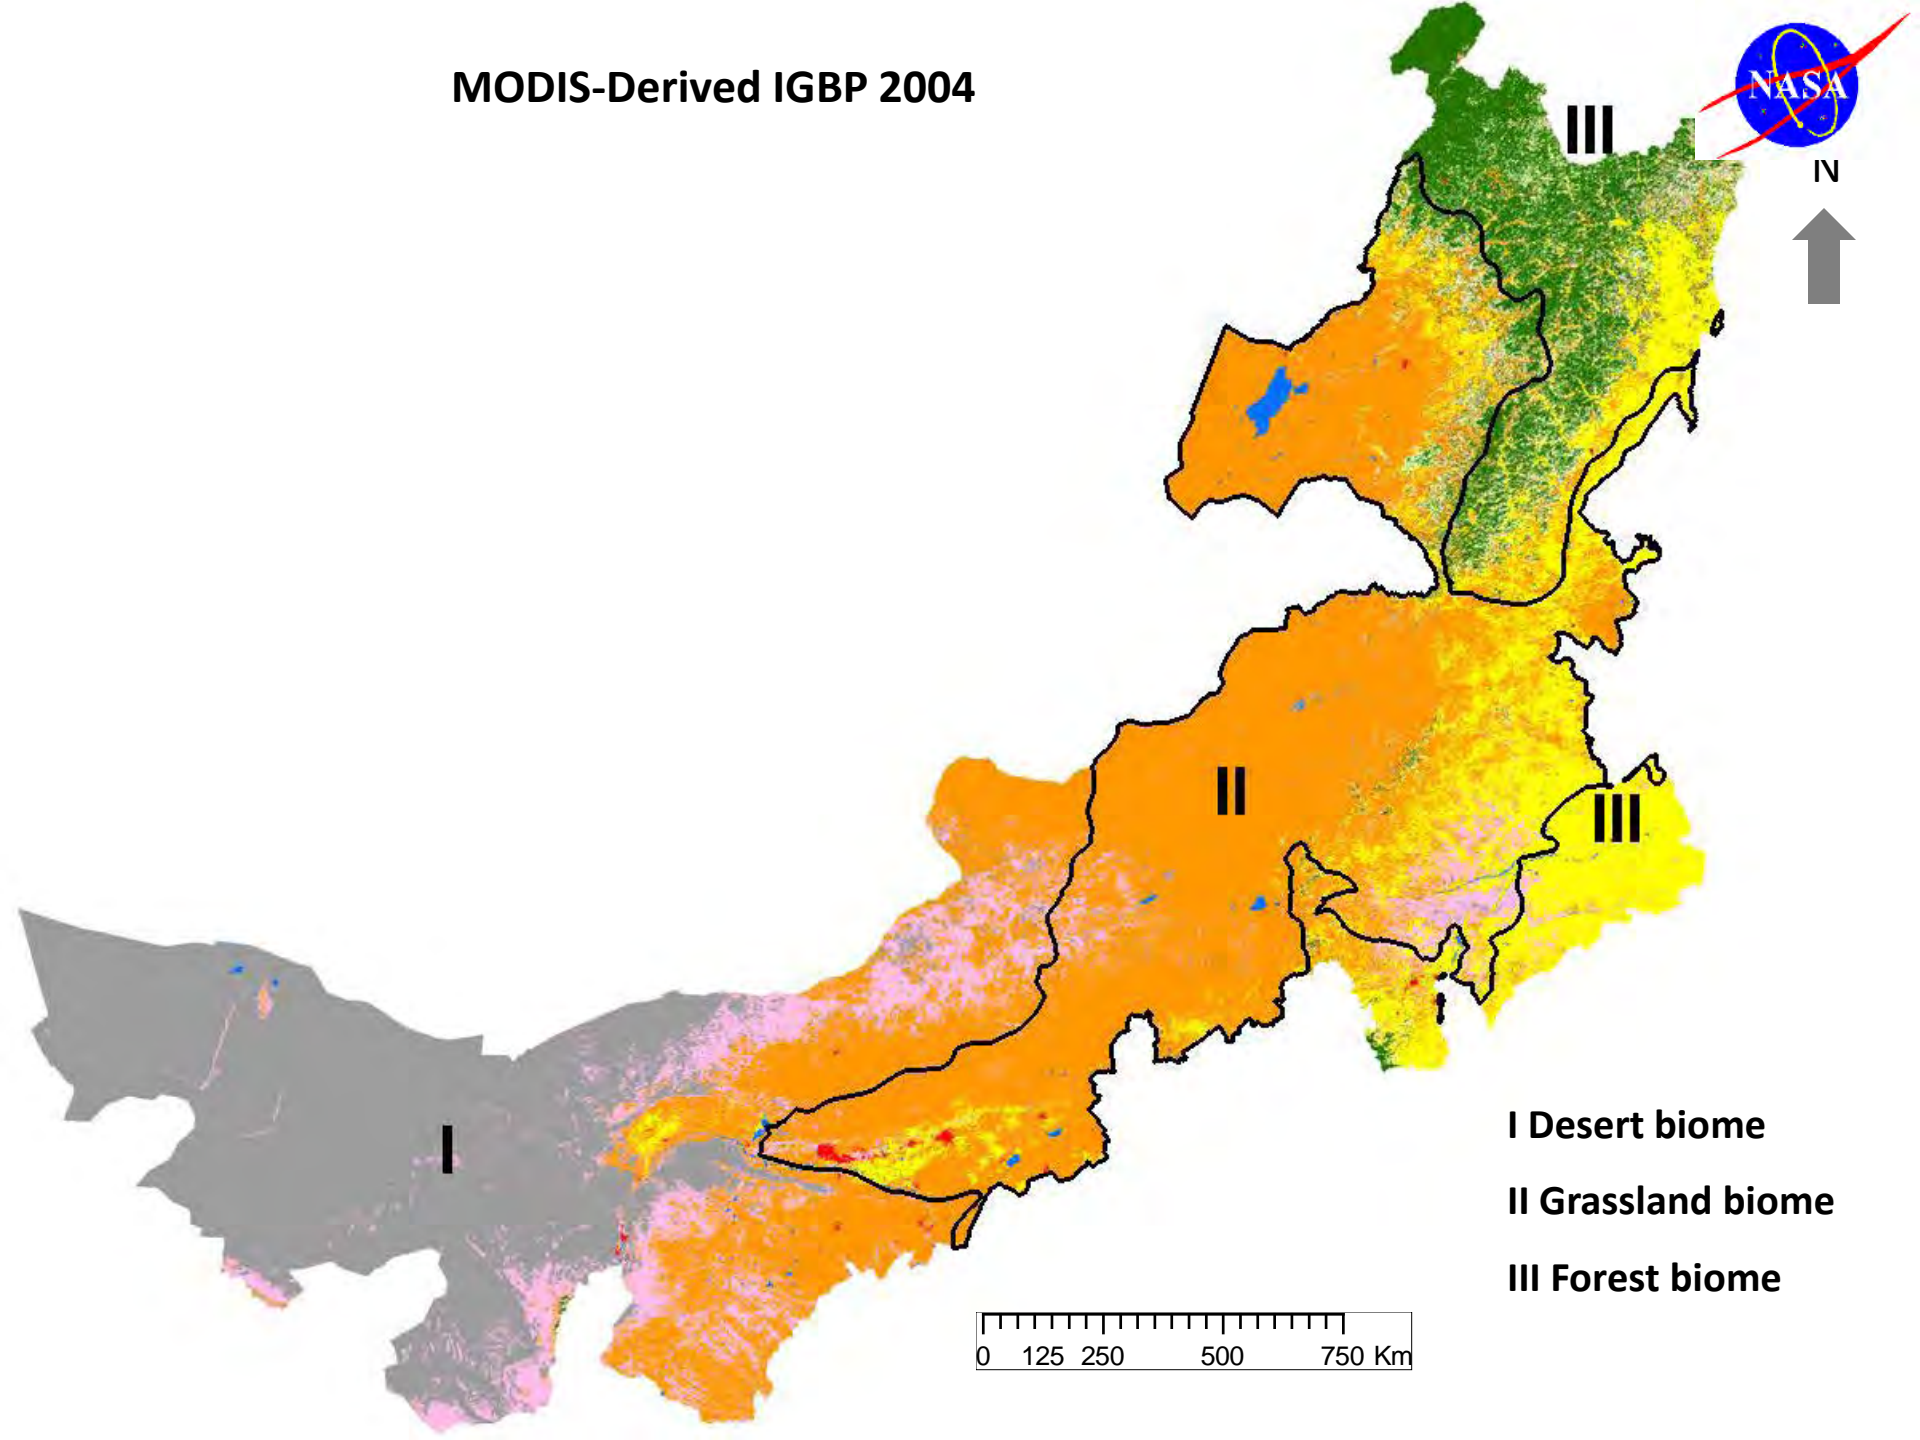 MODIS-Derived IGBP 2004
NASA
III
N
II
III
I
I Desert biome
II Grassland biome
III Forest biome
0 125 250 500 750 Km